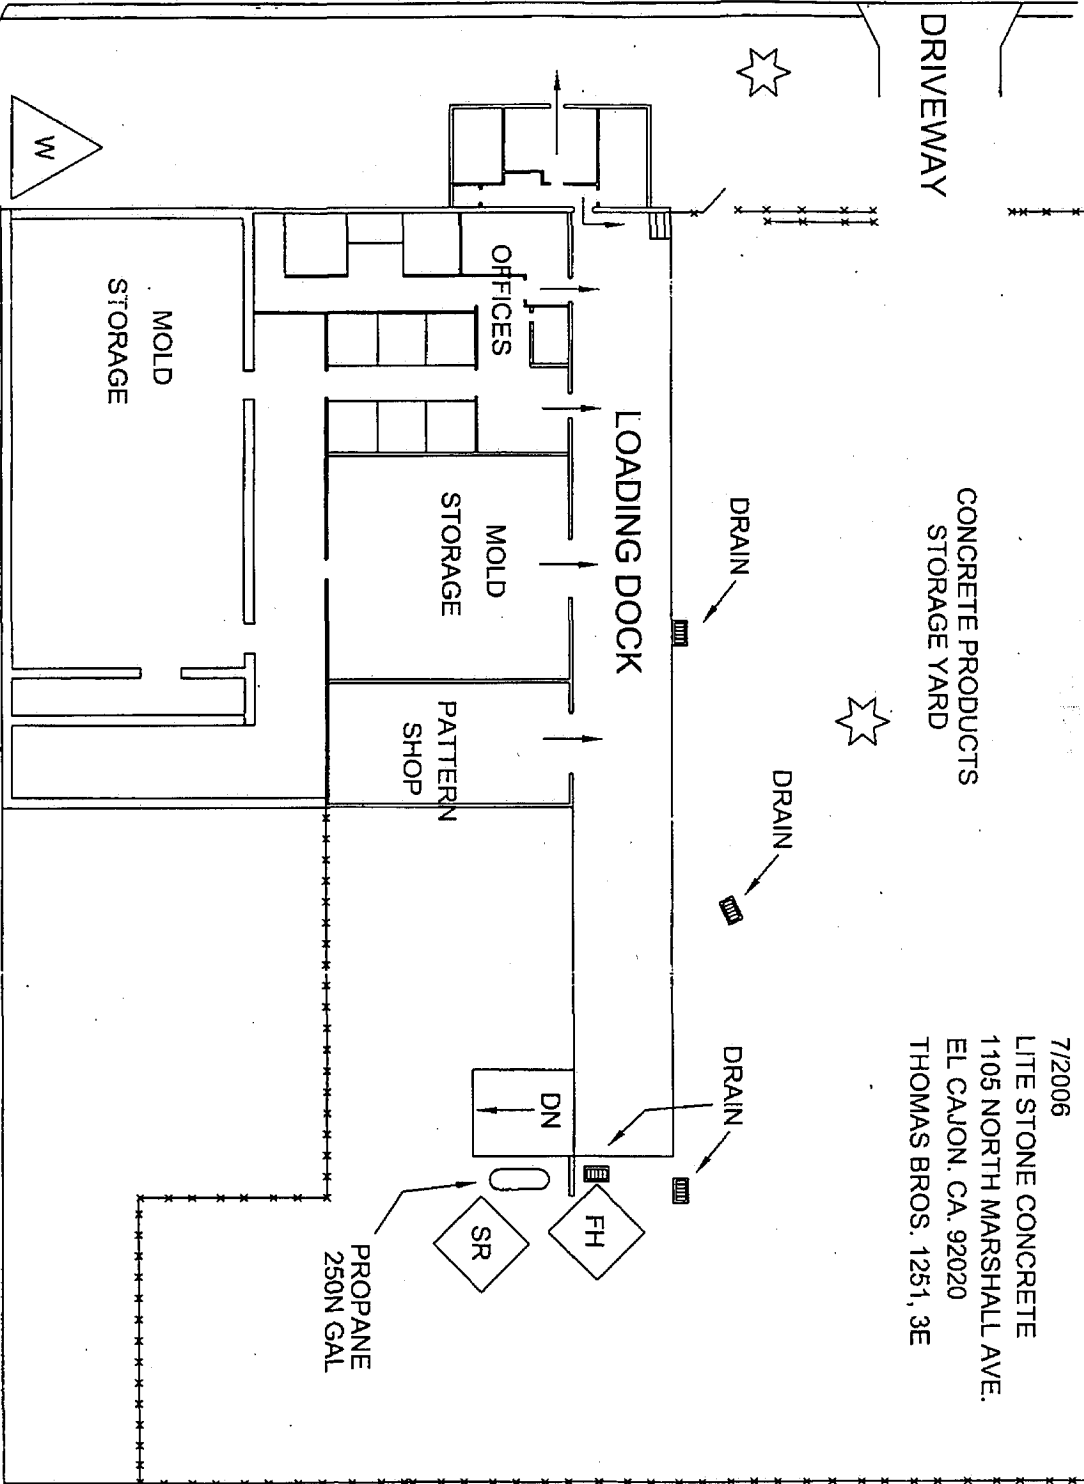 7/2006
LITE STONE CONCRETE
1105 NORTH MARSHALL AVE.
EL CAJON. CA. 92020
THOMAS BROS. 1251, 3E
DRIVEWAY
CONCRETE PRODUCTS
STORAGE YARD
DRAIN
DRAIN
DRAIN
LOADING DOCK
OFFICES
MOLD
STORAGE
PATTERN
SHOP
DN
FH
SR
PROPANE
250N GAL
MOLD
STORAGE
W